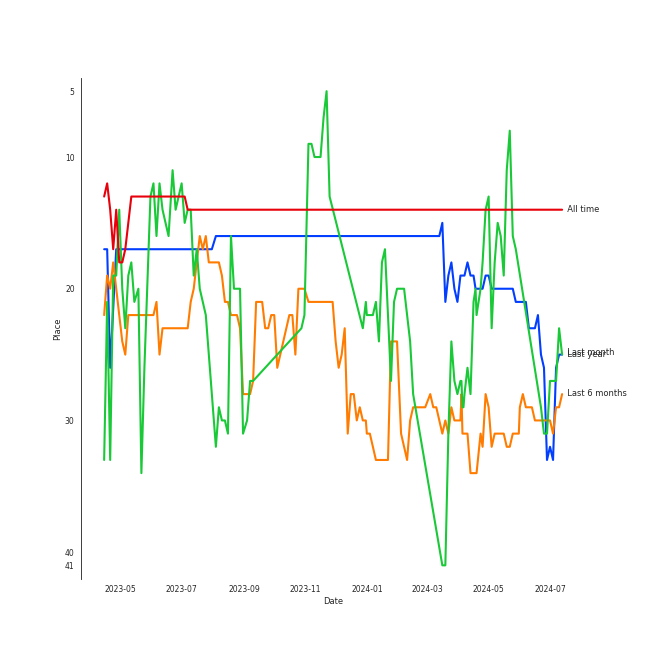 5
10
20
30
40
41
Place
2023-05
2023-07
2023-09
2023-11
2024-01
2024-03
2024-05
2024-07
Date
All time
Last month
Last year
Last 6 months